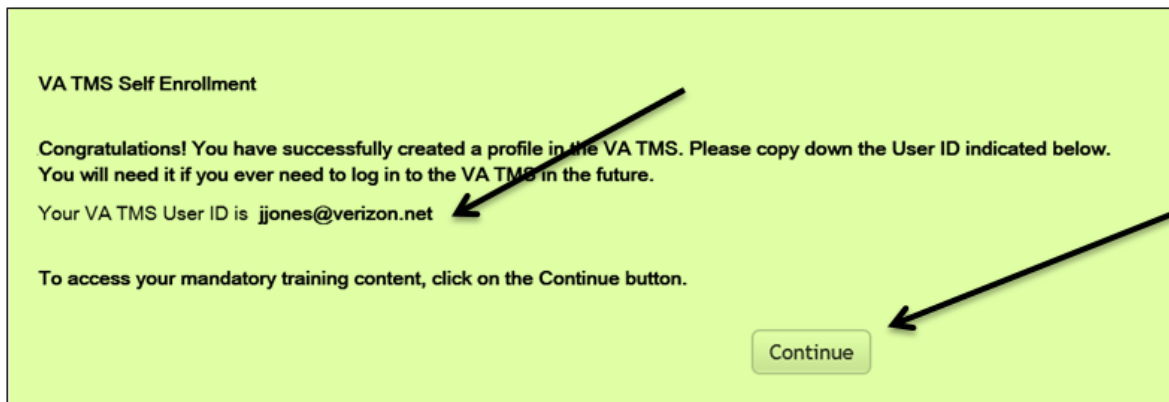 VA TMS Self Enrollment
Congratulations! You have successfully created a profile in the VA TMS. Please copy down the User ID indicated below.
You will need it if you ever need to log in to the VA TMS in the future.
Your VA TMS User ID is jjones@verizon.net
To access your mandatory training content, click on the Continue button.
Continue